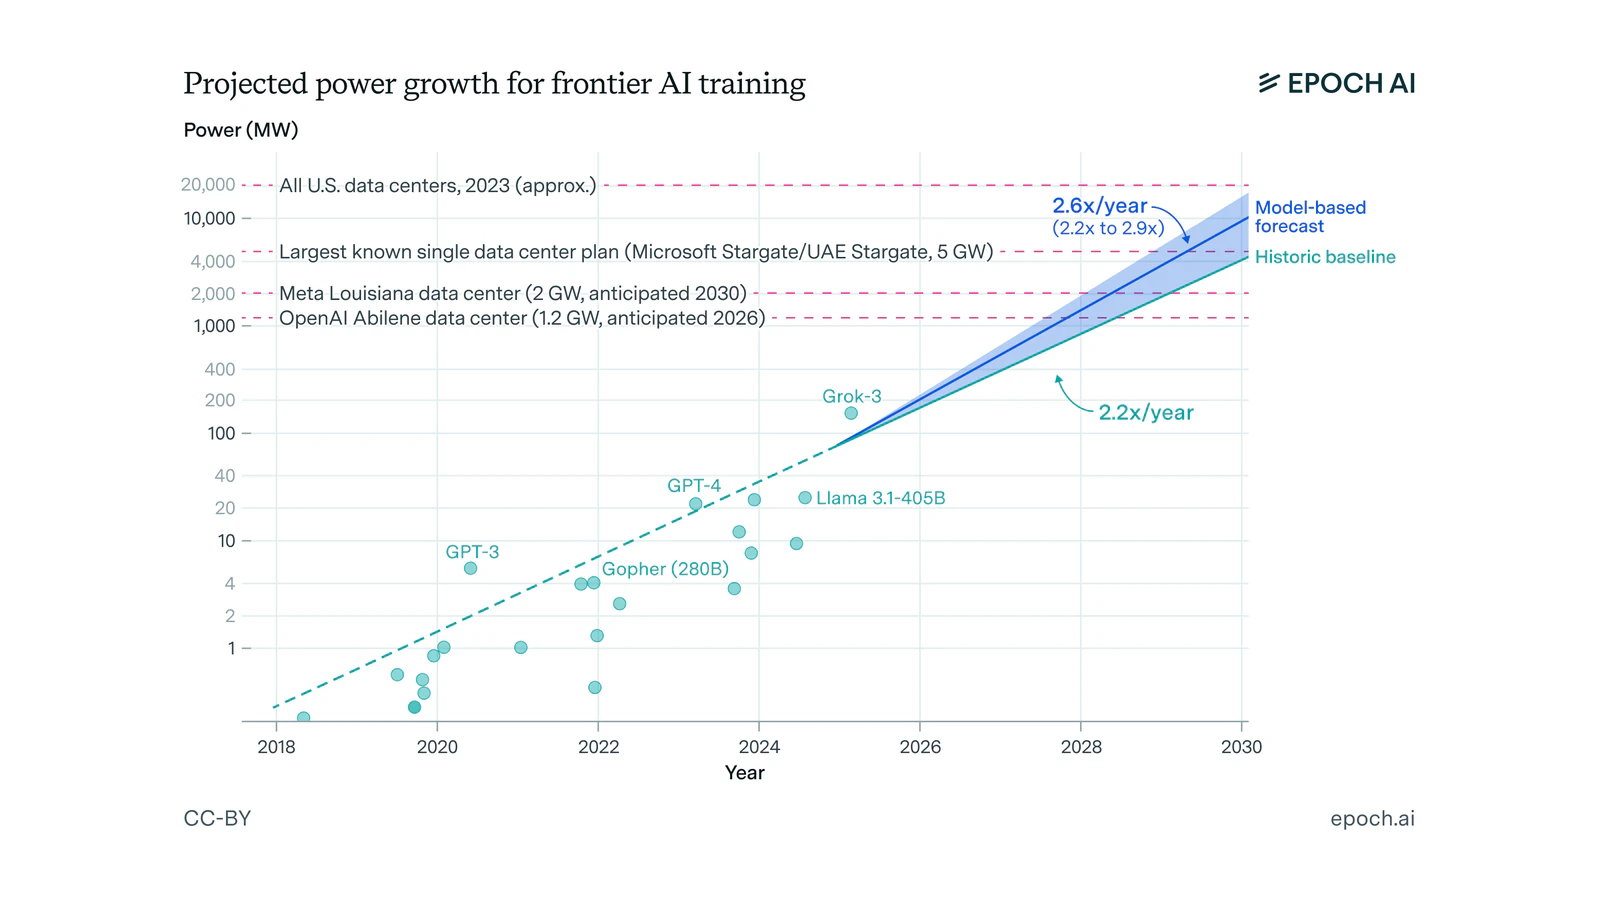 Projected power growth for frontier AI training
EPOCH AI
Power (MW)
20,000
All U.S. data centers, 2023 (approx.)
10,000
2.6x/year
(2.2x to 2.9x)
Model-based
forecast
Largest known single data center plan (Microsoft Stargate/UAE Stargate, 5 GW)
Historic baseline
4,000
2,000
Meta Louisiana data center (2 GW, anticipated 2030)
OpenAI Abilene data center (1.2 GW, anticipated 2026)
1,000
400
200
Grok-3
2.2x/year
100
40
GPT-4
Llama 3.1-405B
20
10
GPT-3
Gopher (280B)
4
2
1
2018
2020
2022
2024
2026
2028
2030
Year
CC-BY
epoch.ai